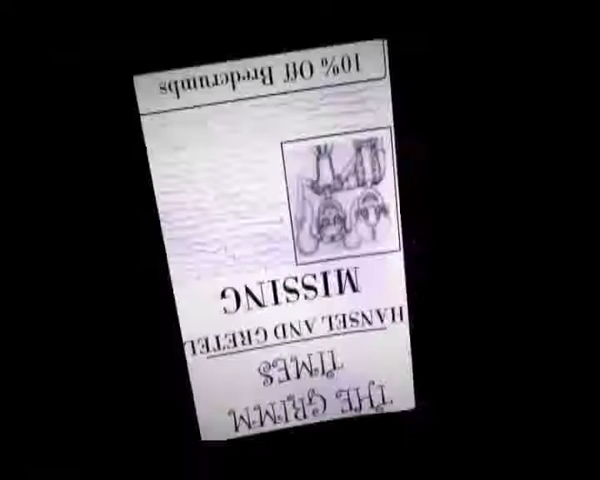 THE GRIMM
TIMES
HANSEL AND GRETEL
MISSING
10% Off Bredcrumbs